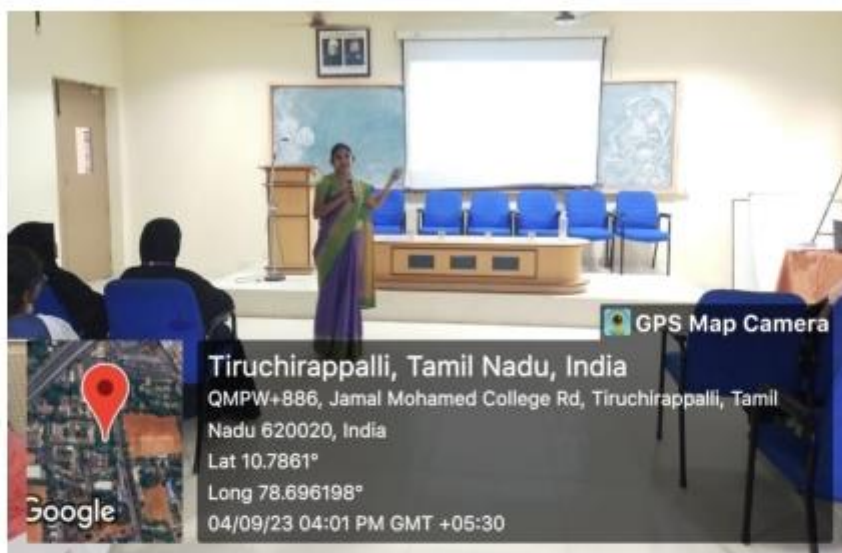 GPS Map Camera
Tiruchirappalli, Tamil Nadu, India
QMPW+886, Jamal Mohamed College Rd, Tiruchirappalli, Tamil
Nadu 620020, India
Lat 10.7861°
Long 78.696198°
04/09/23 04:01 PM GMT +05:30
Google